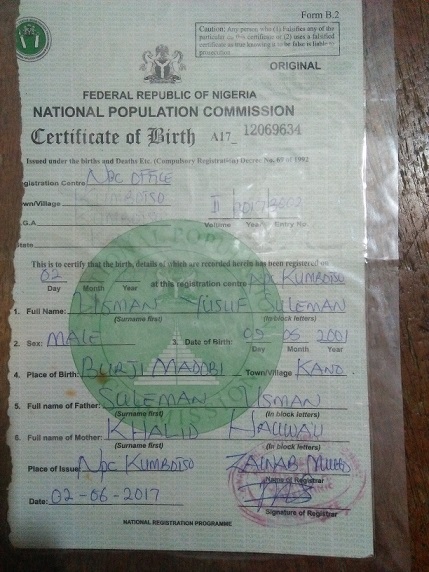 Form B.2
Caution: Any person who (1) Falsifies any of the
particular on this certificate or (2) uses a falsified
certificate as true knowing it to be false is liable to
prosecution
ORIGINAL
FEDERAL REPUBLIC OF NIGERIA
NATIONAL POPULATION COMMISSION
Certificate of Birth A17_ 12069634
Issued under the births and Deaths Etc. (Compulsory Registration) Decree No. 69 of 1992
gistration Centre NPC OFFICE
wn/Village KUMBOTSO
G.A
Volume Year Entry No.
State
This is to certify that the birth, details of which are recorded herein has been registered on
02 at this registration centre NPC KUMBOTSO
Day Month Year
1. Full Name: USMAN YUSUF SULEMAN
(Surname first) (In block letters)
2. Sex: MALE 3. Date of Birth: 09 05 2001
Day Month Year
4. Place of Birth: BURJI MADOBI Town/Village KANO
5. Full name of Father: SULEMAN USMAN
(Surname first) (In block letters)
6. Full name of Mother: KHALID HAUWA'U
(Surname first) (In block letters)
Place of Issue: NPC KUMBOTSO ZAINAB
Name of Registrar
Date: 02-06-2017
Signature of Registrar
NATIONAL REGISTRATION PROGRAMME